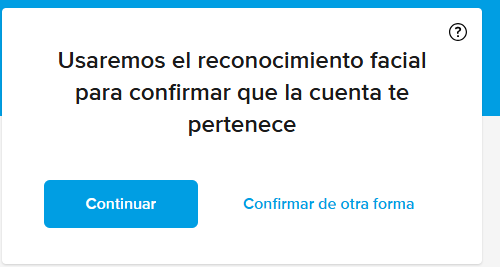 Usaremos el reconocimiento facial
para confirmar que la cuenta te
pertenece
Continuar
Confirmar de otra forma